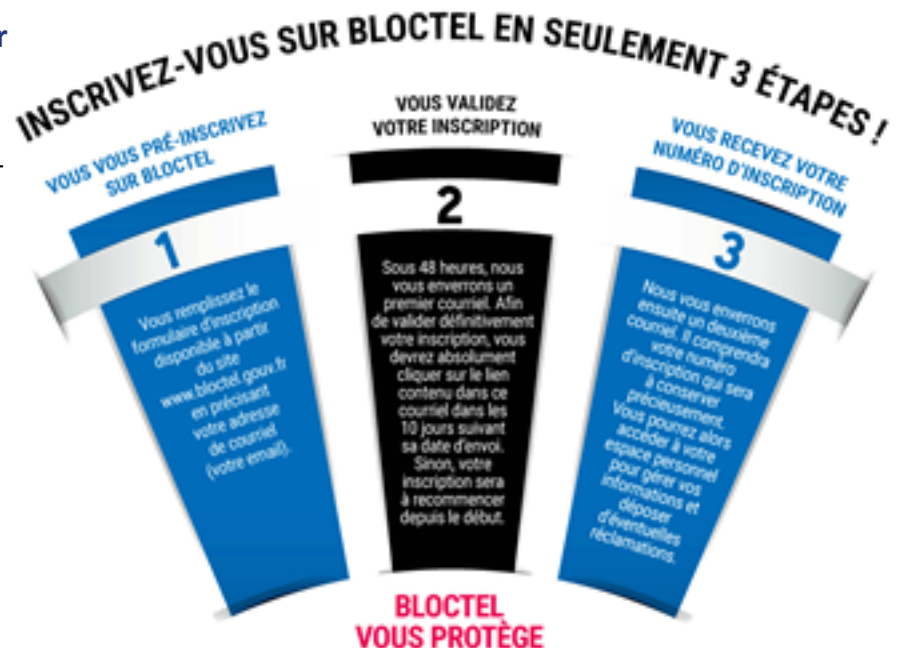 r
INSCRIVEZ-VOUS SUR BLOCTEL EN SEULEMENT 3 ÉTAPES !
VOUS VOUS PRÉ-INSCRIVEZ
SUR BLOCTEL
1
Vous remplissez le
formulaire d'inscription
disponible à partir
du site
www.bloctel.gouv.fr
en précisant
votre adresse
de courriel
(votre email).
VOUS VALIDEZ
VOTRE INSCRIPTION
2
Sous 48 heures, nous
vous enverrons un
premier courriel. Afin
de valider définitivement
votre inscription, vous
devrez absolument
cliquer sur le lien
contenu dans ce
courriel dans les
10 jours suivant
sa date d'envoi.
Sinon, votre
inscription sera
à recommencer
depuis le début.
VOUS RECEVEZ VOTRE
NUMÉRO D'INSCRIPTION
3
Nous vous enverrons
ensuite un deuxième
courriel. Il comprendra
votre numéro
d'inscription qui sera
à conserver
précieusement.
Vous pourrez alors
accéder à votre
espace personnel
pour gérer vos
informations et
déposer
d'éventuelles
réclamations.
BLOCTEL
VOUS PROTÈGE